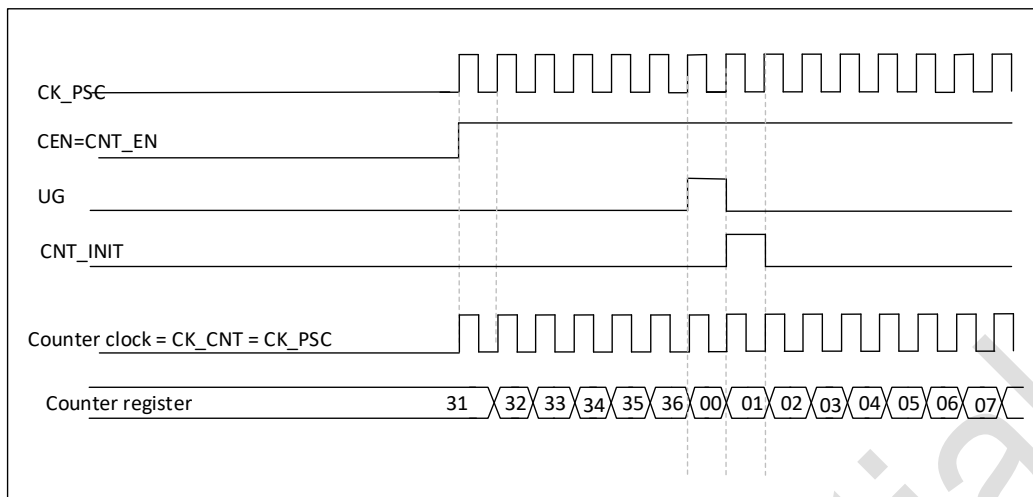 CK_PSC
CEN=CNT_EN
UG
CNT_INIT
Counter clock = CK_CNT = CK_PSC
Counter register 31 32 33 34 35 36 00 01 02 03 04 05 06 07